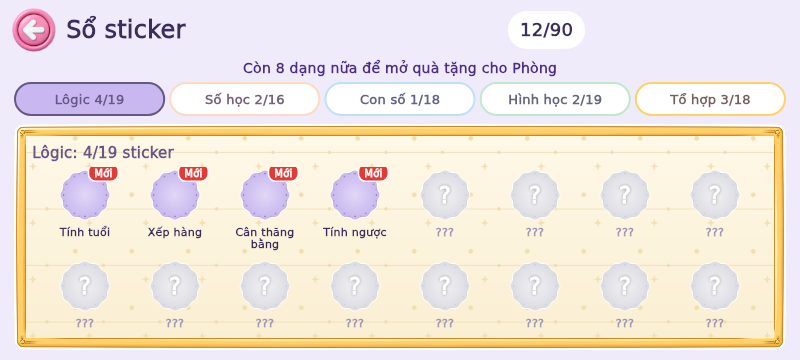 Sổ sticker
12/90
Còn 8 dạng nữa để mở quà tặng cho Phòng
Lôgic 4/19
Số học 2/16
Con số 1/18
Hình học 2/19
Tổ hợp 3/18
Lôgic: 4/19 sticker
Mới Mới Mới Mới
? ? ? ?
Tính tuổi
Xếp hàng
Cân thăng
bằng
Tính ngược
??? ??? ??? ???
? ? ? ? ? ? ? ?
??? ??? ??? ??? ??? ??? ??? ???